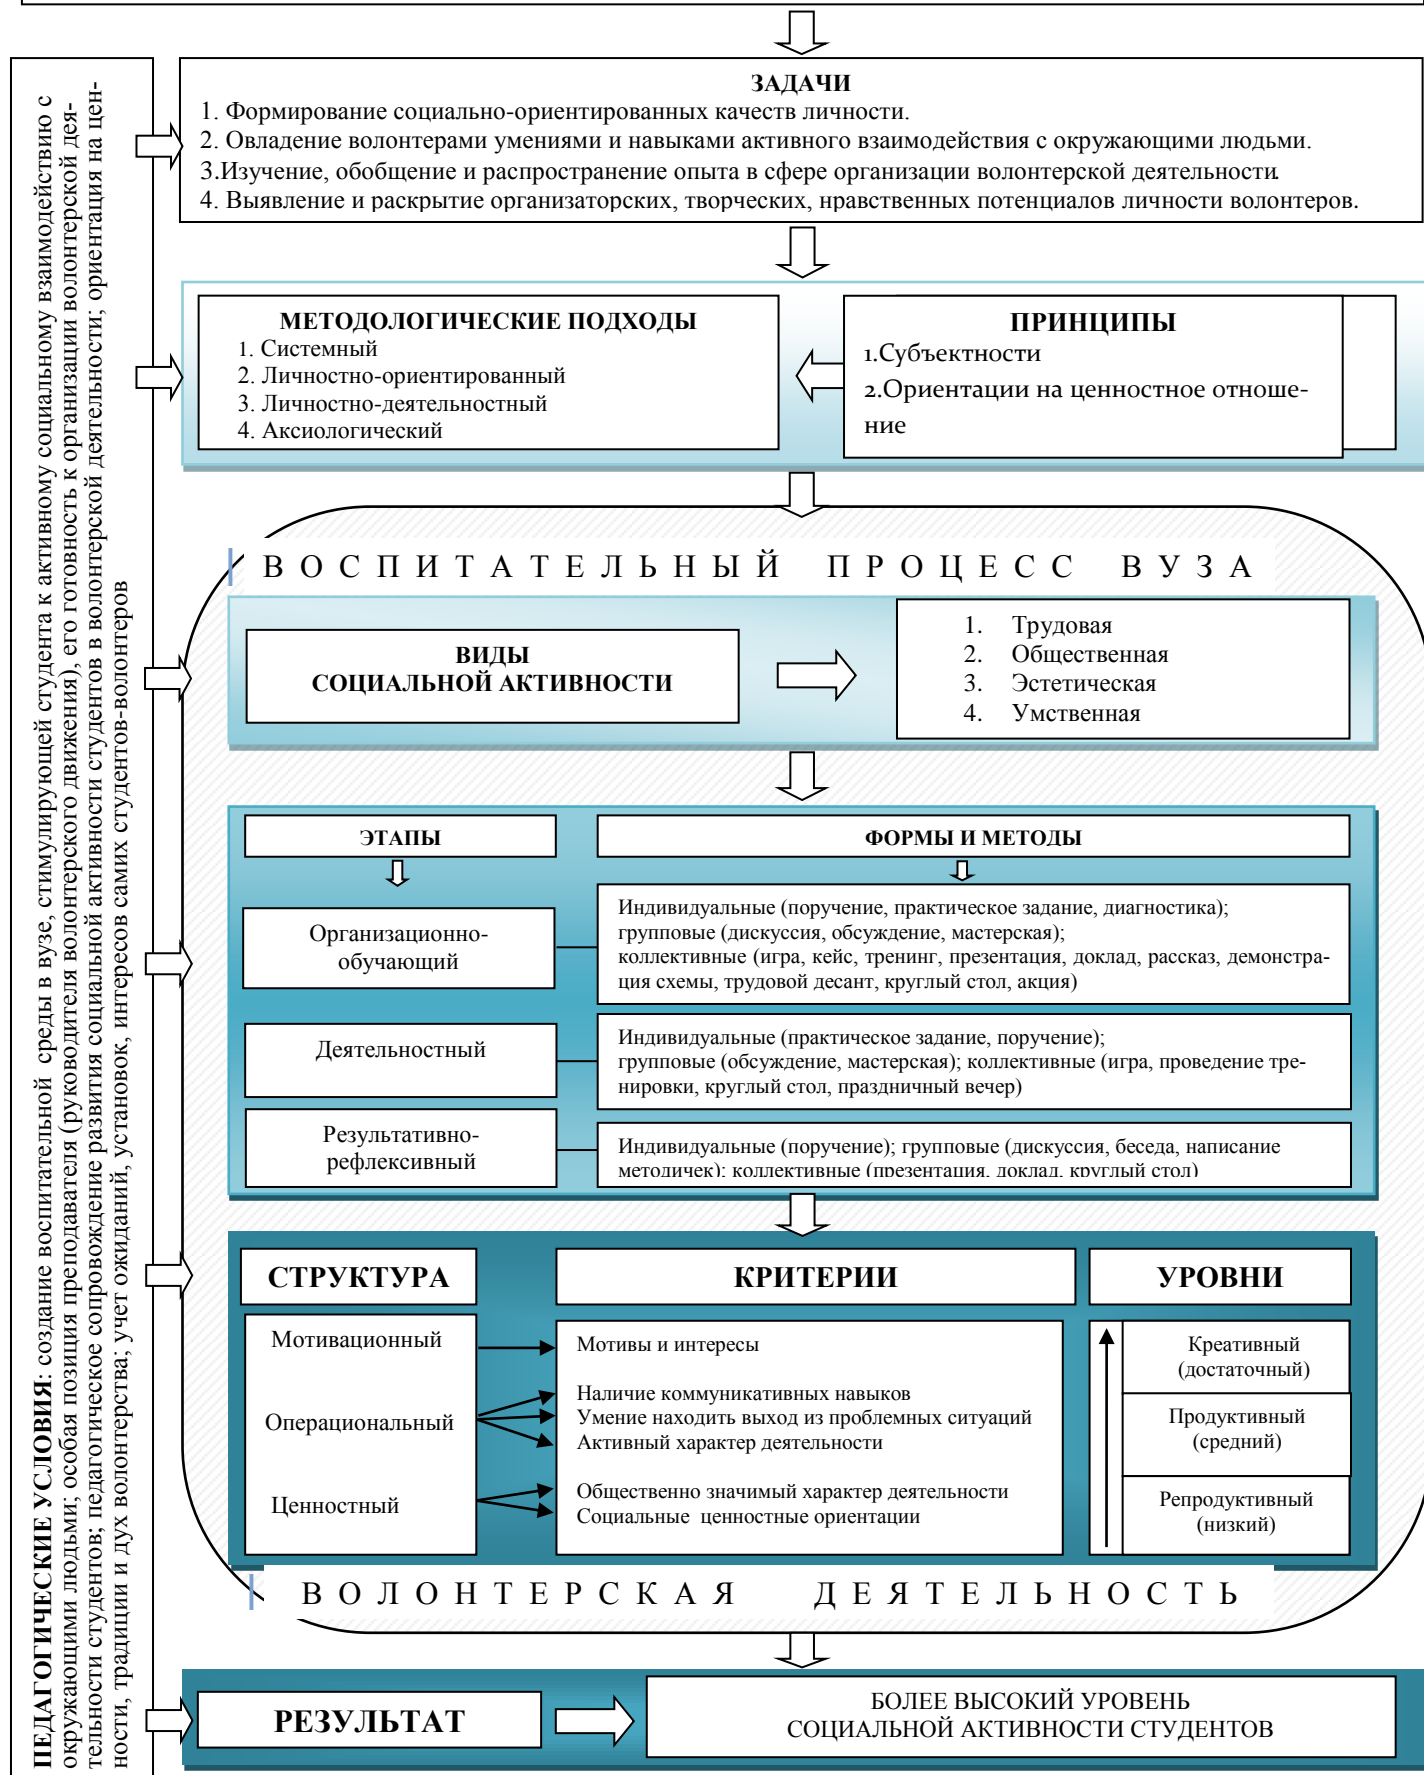 ПЕДАГОГИЧЕСКИЕ УСЛОВИЯ: создание воспитательной среды в вузе, стимулирующей студента к активному социальному взаимодействию с
окружающими людьми; особая позиция преподавателя (руководителя волонтерского движения), его готовность к организации волонтерской дея-
тельности студентов; педагогическое сопровождение развития социальной активности студентов в волонтерской деятельности; ориентация на цен-
ности, традиции и дух волонтерства; учет ожиданий, установок, интересов самих студентов-волонтеров
ЗАДАЧИ
1. Формирование социально-ориентированных качеств личности.
2. Овладение волонтерами умениями и навыками активного взаимодействия с окружающими людьми.
3.Изучение, обобщение и распространение опыта в сфере организации волонтерской деятельности.
4. Выявление и раскрытие организаторских, творческих, нравственных потенциалов личности волонтеров.
МЕТОДОЛОГИЧЕСКИЕ ПОДХОДЫ
1. Системный
2. Личностно-ориентированный
3. Личностно-деятельностный
4. Аксиологический
ПРИНЦИПЫ
1.Субъектности
2.Ориентации на ценностное отноше-
ние
ВОСПИТАТЕЛЬНЫЙ ПРОЦЕСС ВУЗА
ВИДЫ
СОЦИАЛЬНОЙ АКТИВНОСТИ
1. Трудовая
2. Общественная
3. Эстетическая
4. Умственная
ЭТАПЫ
ФОРМЫ И МЕТОДЫ
Организационно-
обучающий
Индивидуальные (поручение, практическое задание, диагностика);
групповые (дискуссия, обсуждение, мастерская);
коллективные (игра, кейс, тренинг, презентация, доклад, рассказ, демонстра-
ция схемы, трудовой десант, круглый стол, акция)
Деятельностный
Индивидуальные (практическое задание, поручение);
групповые (обсуждение, мастерская); коллективные (игра, проведение тре-
нировки, круглый стол, праздничный вечер)
Результативно-
рефлексивный
Индивидуальные (поручение); групповые (дискуссия, беседа, написание
методичек); коллективные (презентация, доклад, круглый стол)
СТРУКТУРА
КРИТЕРИИ
УРОВНИ
Мотивационный
Операциональный
Ценностный
Мотивы и интересы
Наличие коммуникативных навыков
Умение находить выход из проблемных ситуаций
Активный характер деятельности
Общественно значимый характер деятельности
Социальные ценностные ориентации
Креативный
(достаточный)
Продуктивный
(средний)
Репродуктивный
(низкий)
ВОЛОНТЕРСКАЯ ДЕЯТЕЛЬНОСТЬ
РЕЗУЛЬТАТ
БОЛЕЕ ВЫСОКИЙ УРОВЕНЬ
СОЦИАЛЬНОЙ АКТИВНОСТИ СТУДЕНТОВ